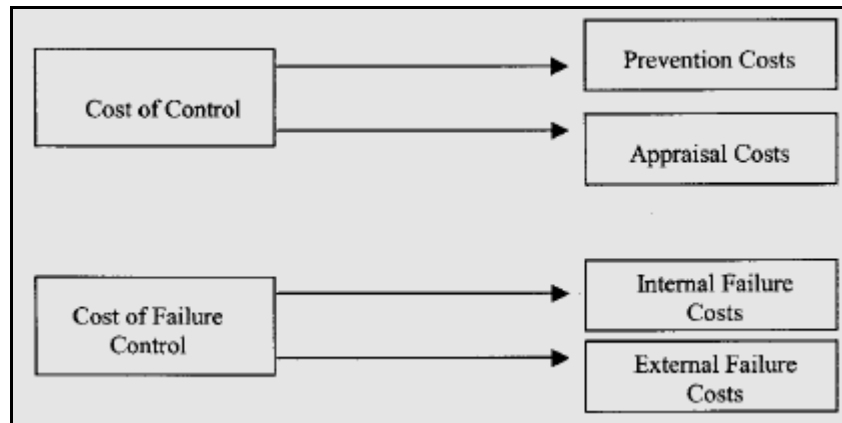 Cost of Control
Prevention Costs
Appraisal Costs
Cost of Failure
Control
Internal Failure
Costs
External Failure
Costs